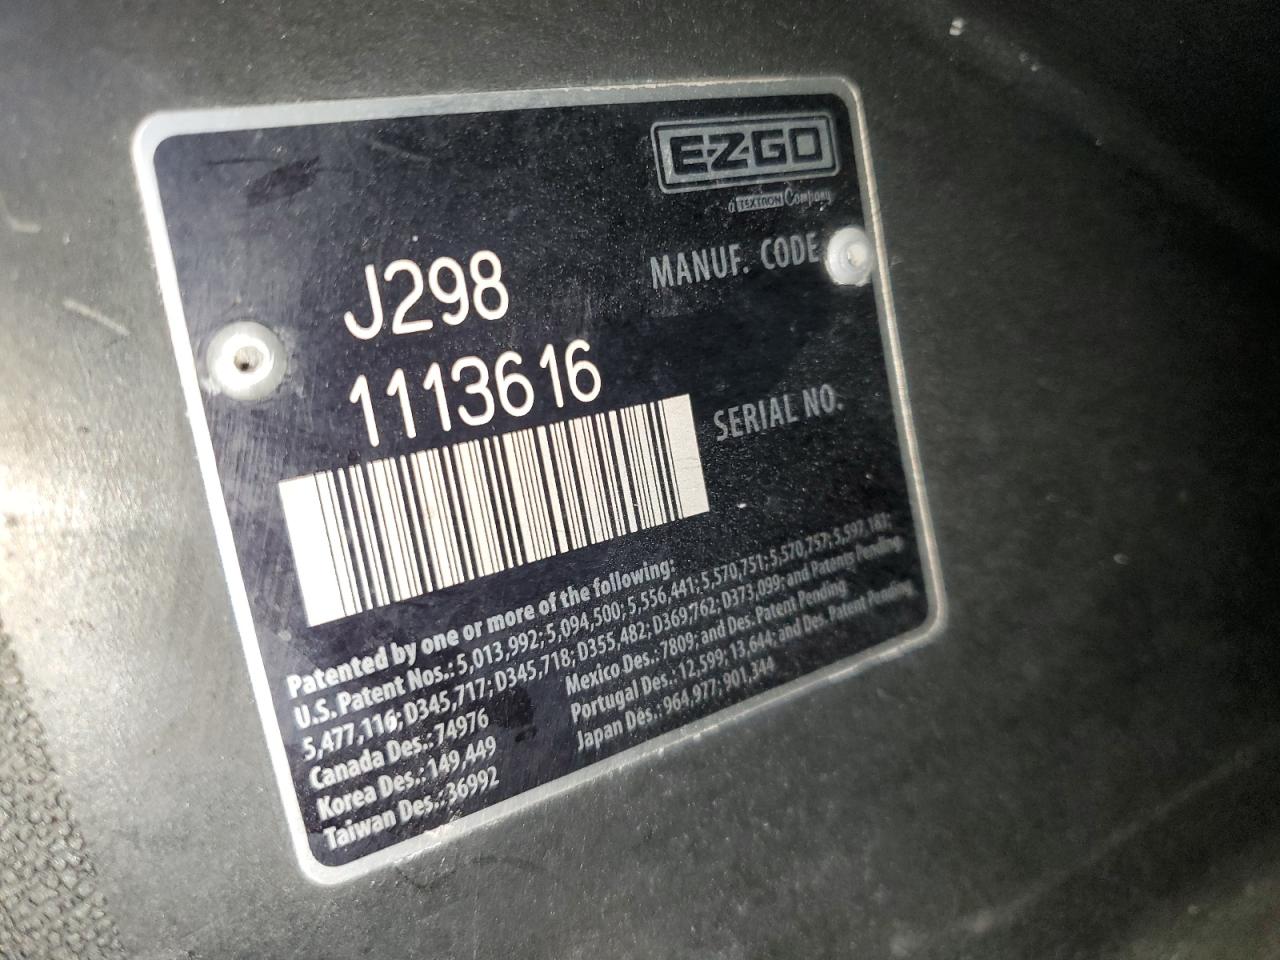 E-Z-GO
a TEXTRON Company
J298 MANUF. CODE
1113616 SERIAL NO.
Patented by one or more of the following:
U.S. Patent Nos.: 5,013,992; 5,094,500; 5,556,441; 5,570,751; 5,570,757; 5,597,181;
5,477,116; D345,717; D345,718; D355,482; D369,762; D373,099; and Patents Pending.
Canada Des.: 74976 Mexico Des.: 7809; and Des. Patent Pending
Korea Des.: 149,449 Portugal Des.: 12,599; 13,644; and Des. Patent Pending
Taiwan Des.: 36992 Japan Des.: 964,977; 901,344